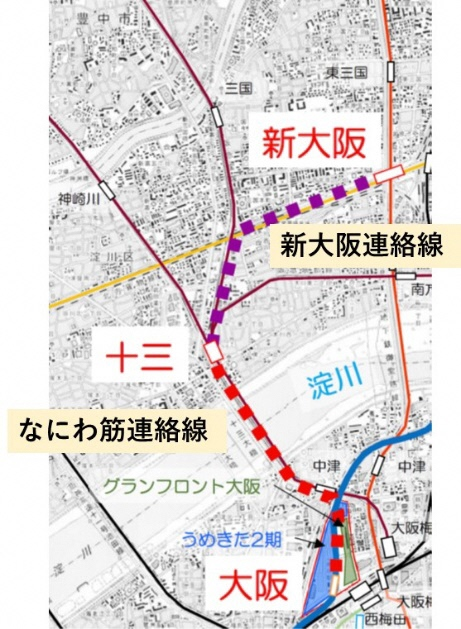 豊中市
東三国
三国
新大阪
神崎川
淀川区
新大阪連絡線
南方
十三
淀川
なにわ筋連絡線
中津
中津
グランフロント大阪
うめきた2期
大阪梅
淀川
大阪
大阪梅
西梅田